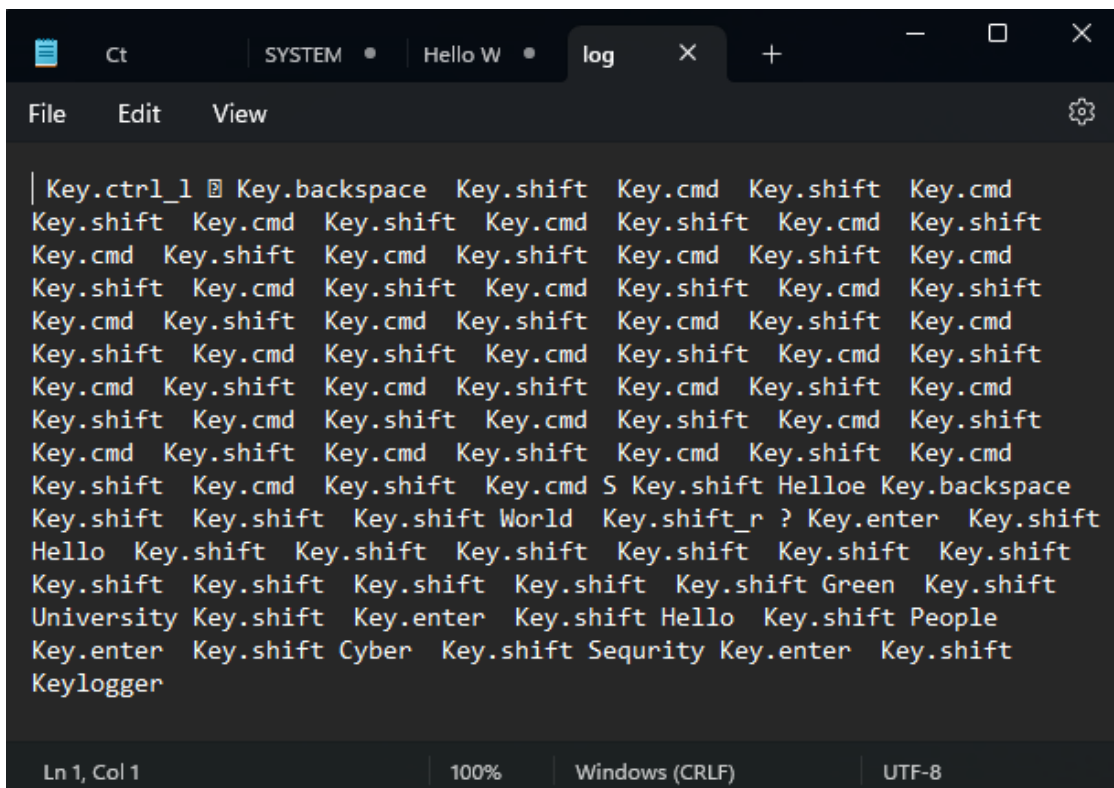 Ct SYSTEM Hello W log
File Edit View
Key.ctrl_l Key.backspace Key.shift Key.cmd Key.shift Key.cmd
Key.shift Key.cmd Key.shift Key.cmd Key.cmd Key.shift
Key.cmd Key.shift Key.cmd Key.shift Key.cmd Key.cmd
Key.shift Key.cmd Key.shift Key.cmd Key.shift Key.cmd Key.shift
Key.cmd Key.shift Key.cmd Key.shift Key.cmd Key.shift Key.cmd
Key.shift Key.cmd Key.shift Key.cmd Key.shift Key.cmd Key.shift
Key.cmd Key.shift Key.cmd Key.shift Key.cmd Key.shift Key.cmd
Key.shift Key.cmd Key.shift Key.cmd Key.shift Key.cmd Key.shift
Key.cmd Key.shift Key.cmd Key.shift Key.cmd Key.shift Key.cmd
Key.shift Key.cmd Key.shift Key.cmd S Key.shift Helloe Key.backspace
Key.shift Key.shift Key.shift World Key.shift_r ? Key.enter Key.shift
Hello Key.shift Key.shift Key.shift Key.shift Key.shift Key.shift
Key.shift Key.shift Key.shift Key.shift Key.shift Green Key.shift
University Key.shift Key.enter Key.shift Hello Key.shift People
Key.enter Key.shift Cyber Key.shift Sequrity Key.enter Key.shift
Keylogger
Ln 1, Col 1 100% Windows (CRLF) UTF-8